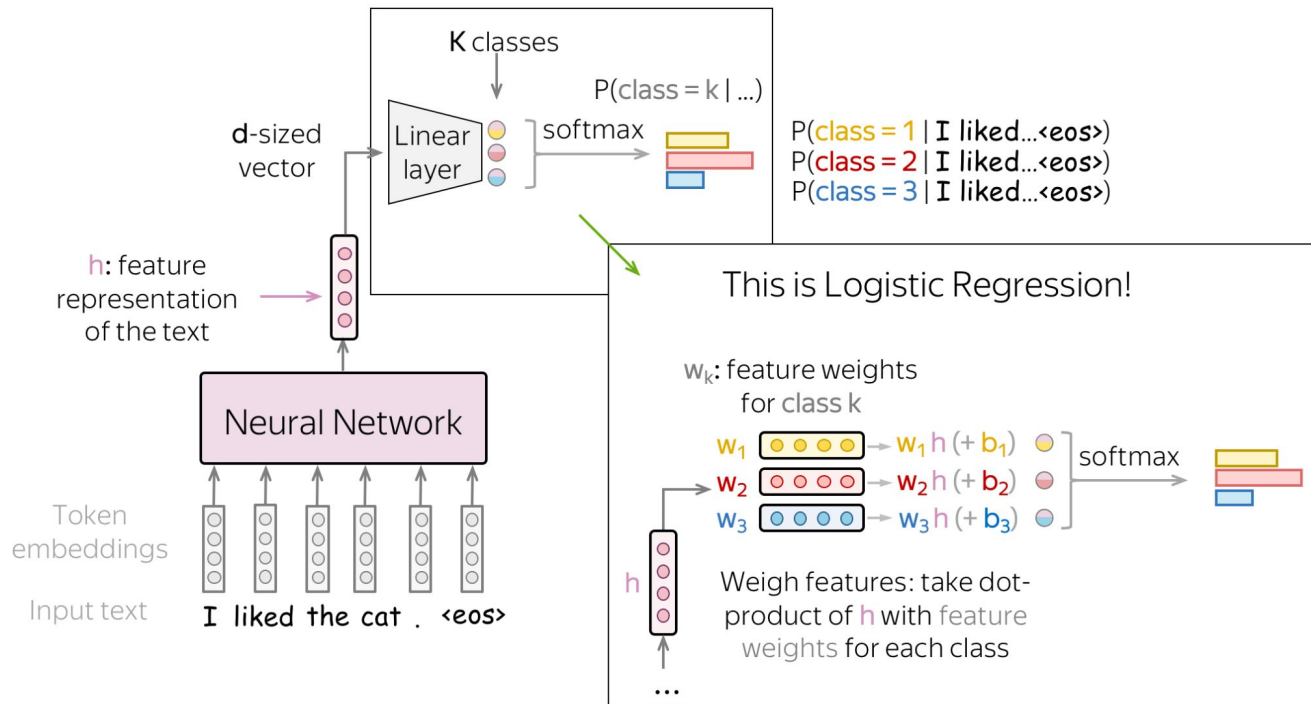 K classes
P(class = k | ...)
d-sized
vector
Linear
layer
softmax
P(class = 1 | I liked...<eos>)
P(class = 2 | I liked...<eos>)
P(class = 3 | I liked...<eos>)
h: feature
representation
of the text
Neural Network
Token
embeddings
Input text
I liked the cat . <eos>
This is Logistic Regression!
wₖ: feature weights
for class k
w₁ w₁h (+ b₁)
w₂ w₂h (+ b₂)
w₃ w₃h (+ b₃)
softmax
h
Weigh features: take dot-
product of h with feature
weights for each class
...